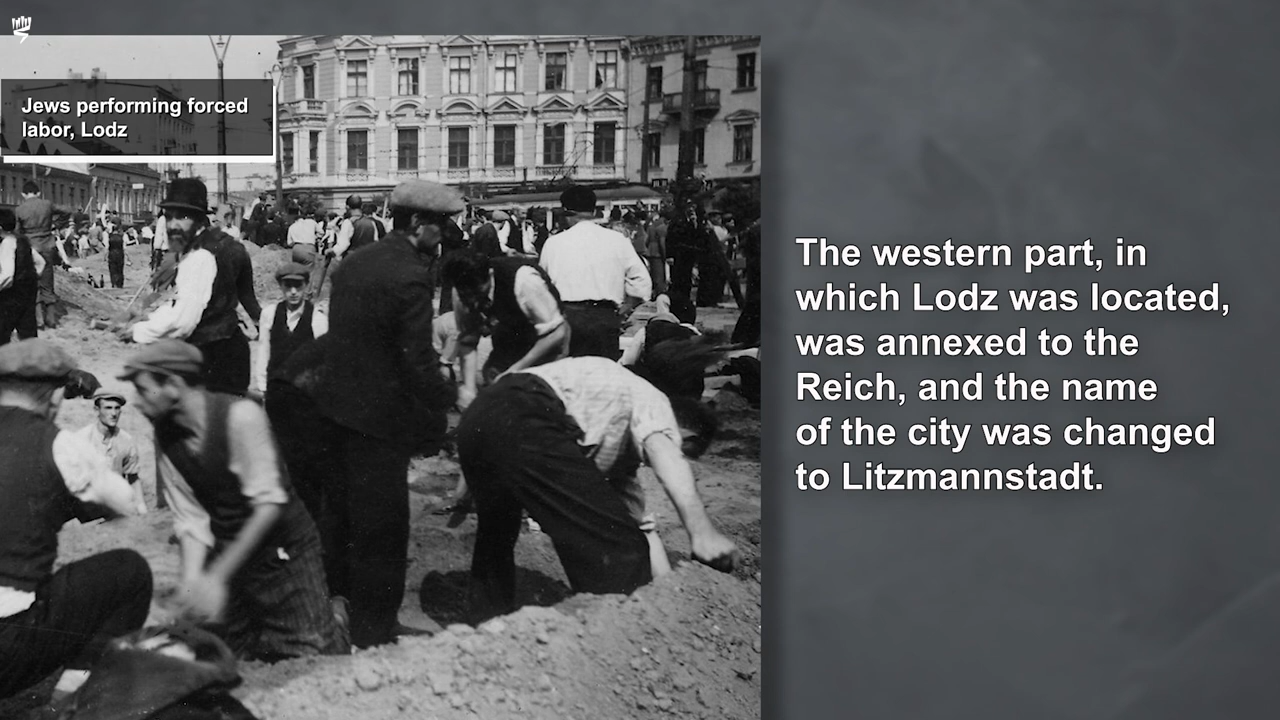 Jews performing forced
labor, Lodz
The western part, in
which Lodz was located,
was annexed to the
Reich, and the name
of the city was changed
to Litzmannstadt.